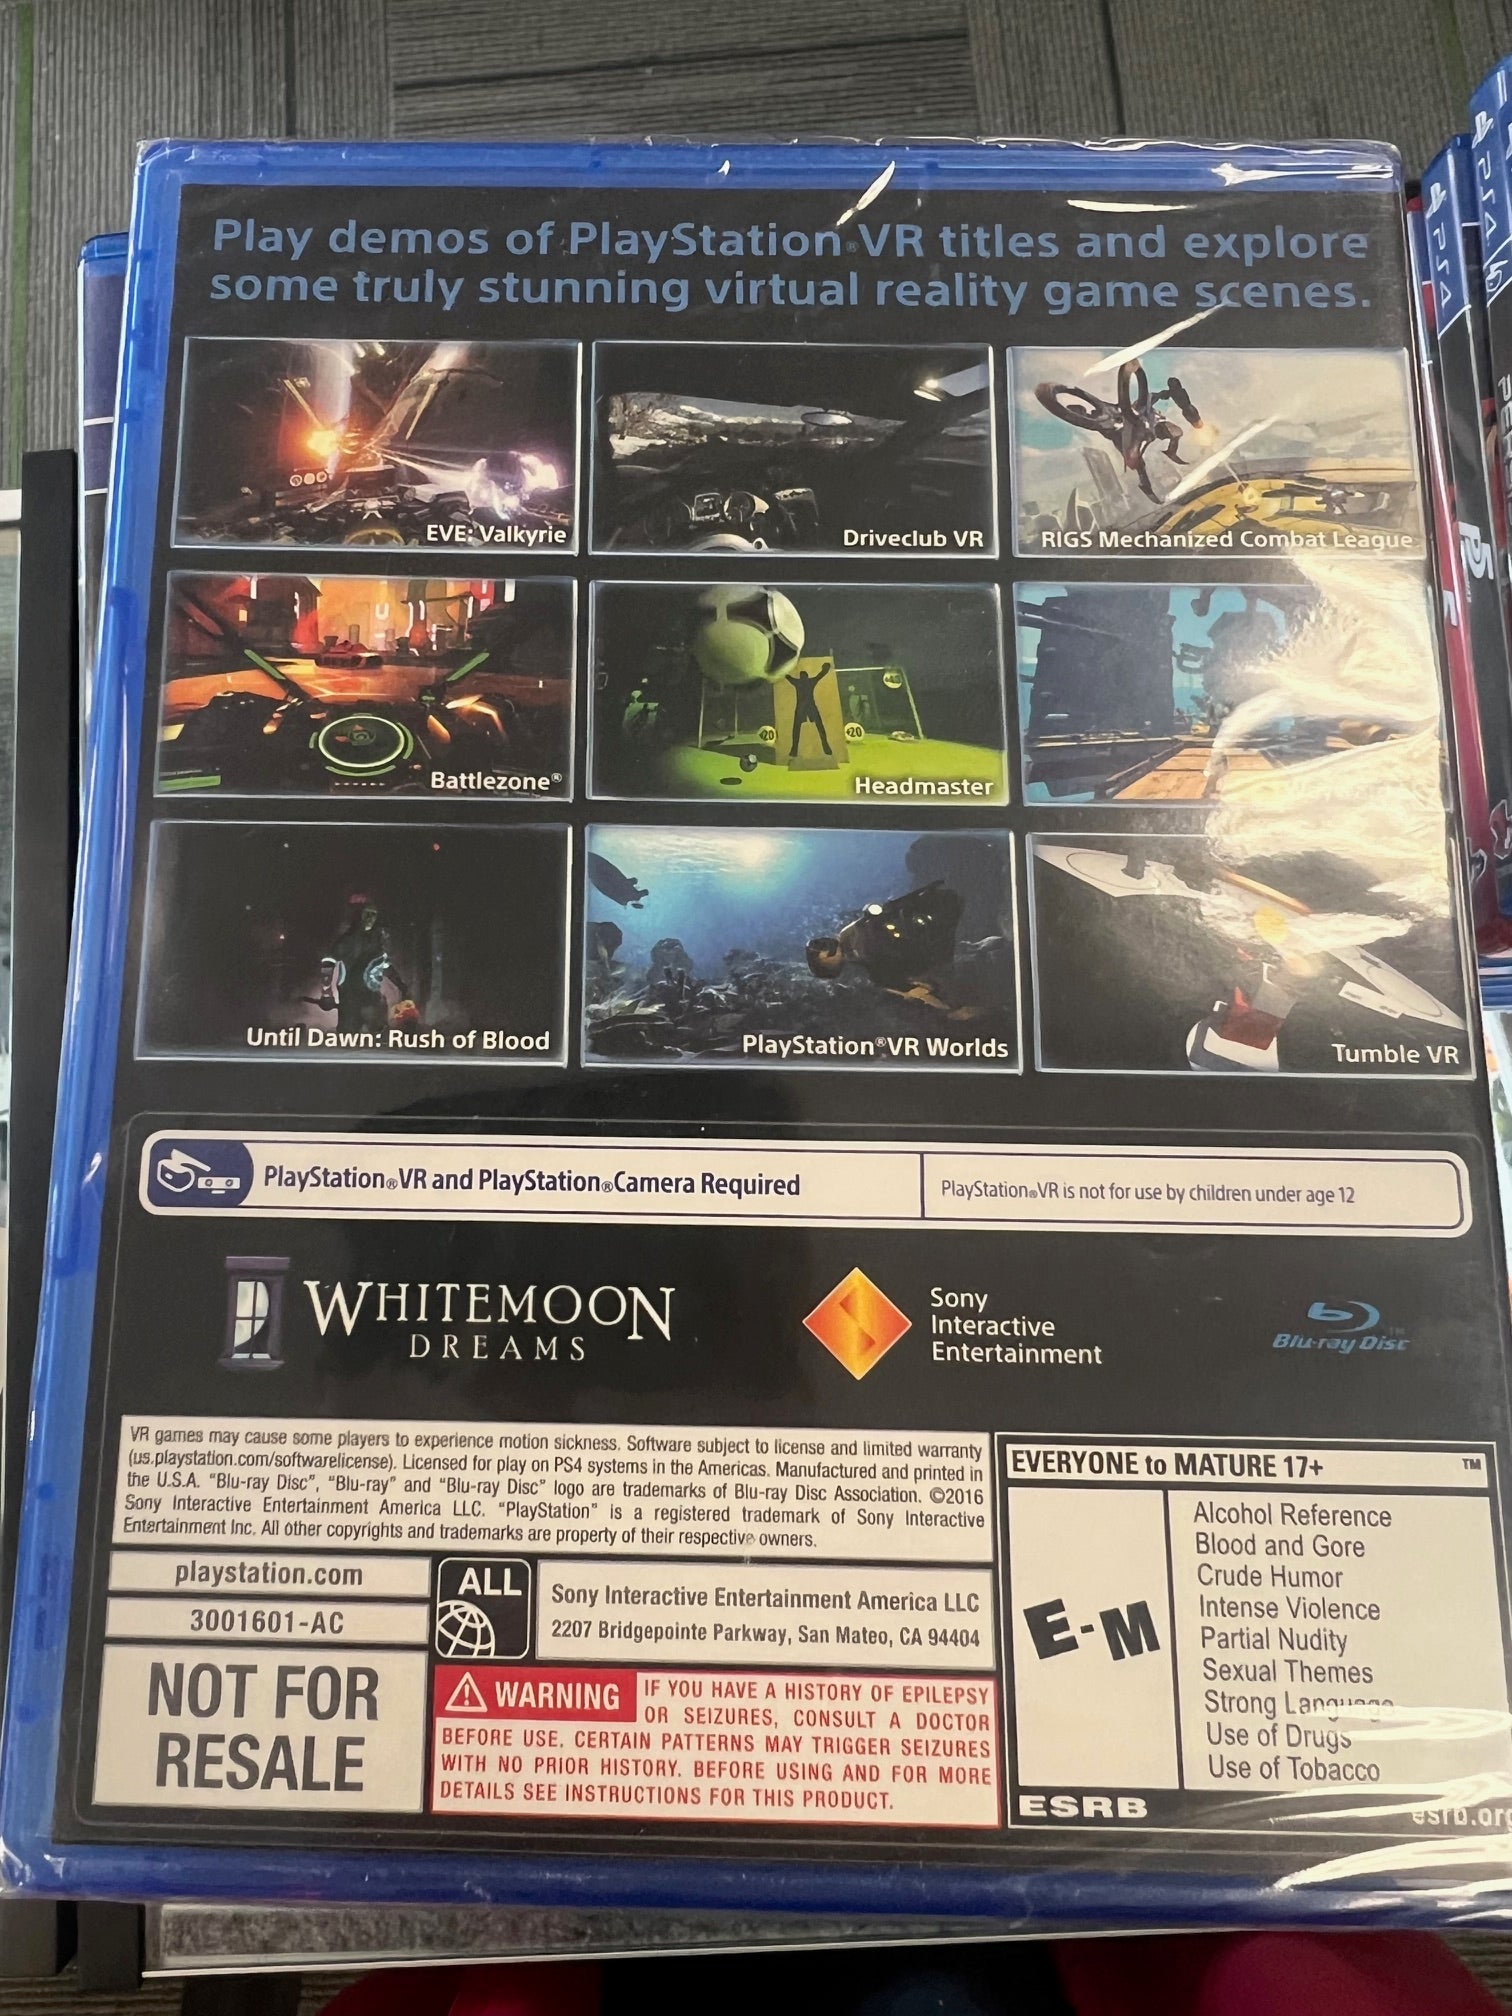 Play demos of PlayStation®VR titles and explore
some truly stunning virtual reality game scenes.
EVE: Valkyrie
Driveclub VR
RIGS Mechanized Combat League
Battlezone®
Headmaster
Until Dawn: Rush of Blood
PlayStation®VR Worlds
Tumble VR
PlayStation®VR and PlayStation®Camera Required
PlayStation®VR is not for use by children under age 12
WHITEMOON
DREAMS
Sony
Interactive
Entertainment
Blu-ray Disc
VR games may cause some players to experience motion sickness. Software subject to license and limited warranty
(us.playstation.com/softwarelicense). Licensed for play on PS4 systems in the Americas. Manufactured and printed in
the U.S.A. “Blu-ray Disc”, “Blu-ray” and “Blu-ray Disc” logo are trademarks of Blu-ray Disc Association. ©2016
Sony Interactive Entertainment America LLC. “PlayStation” is a registered trademark of Sony Interactive
Entertainment Inc. All other copyrights and trademarks are property of their respective owners.
playstation.com
3001601-AC
NOT FOR
RESALE
ALL
Sony Interactive Entertainment America LLC
2207 Bridgepointe Parkway, San Mateo, CA 94404
WARNING IF YOU HAVE A HISTORY OF EPILEPSY
OR SEIZURES, CONSULT A DOCTOR
BEFORE USE. CERTAIN PATTERNS MAY TRIGGER SEIZURES
WITH NO PRIOR HISTORY. BEFORE USING AND FOR MORE
DETAILS SEE INSTRUCTIONS FOR THIS PRODUCT.
EVERYONE to MATURE 17+ ™
E-M
Alcohol Reference
Blood and Gore
Crude Humor
Intense Violence
Partial Nudity
Sexual Themes
Strong Language
Use of Drugs
Use of Tobacco
ESRB
esrb.org
PS4
PS4